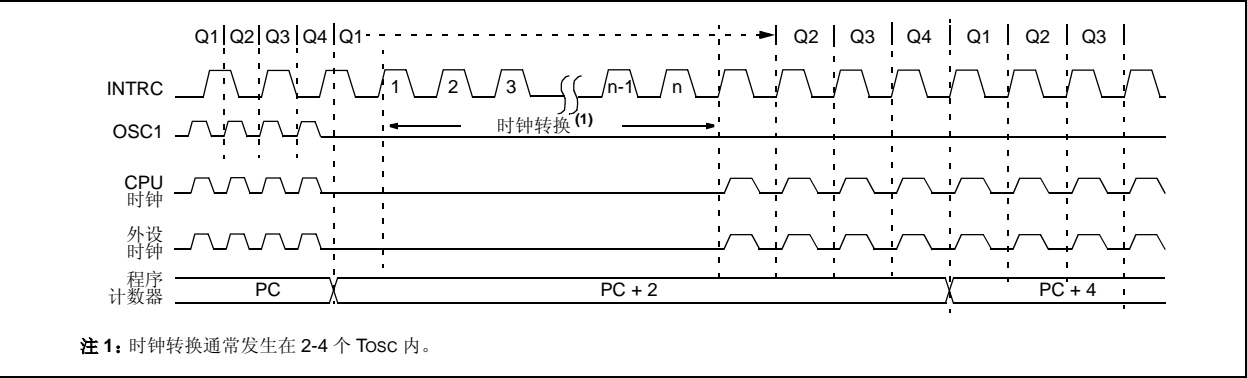 Q1 Q2 Q3 Q4 Q1 Q2 Q3 Q4 Q1 Q2 Q3
INTRC 1 2 3 n-1 n
OSC1 时钟转换(1)
CPU
时钟
外设
时钟
程序
计数器
PC PC + 2 PC + 4
注 1: 时钟转换通常发生在 2-4 个 Tosc 内。